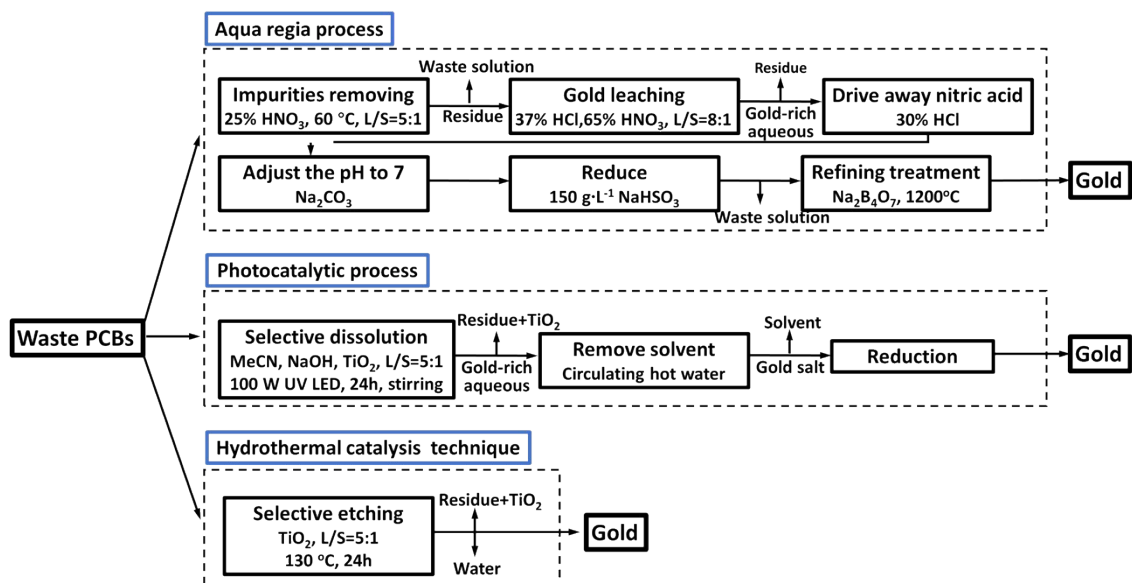 Aqua regia process
Waste solution
Residue
Impurities removing
25% HNO₃, 60 °C, L/S=5:1
Residue
Gold leaching
37% HCl,65% HNO₃, L/S=8:1
Gold-rich
aqueous
Drive away nitric acid
30% HCl
Adjust the pH to 7
Na₂CO₃
Reduce
150 g·L⁻¹ NaHSO₃
Waste solution
Refining treatment
Na₂B₄O₇, 1200°C
Gold
Photocatalytic process
Waste PCBs
Selective dissolution
MeCN, NaOH, TiO₂, L/S=5:1
100 W UV LED, 24h, stirring
Residue+TiO₂
Gold-rich
aqueous
Remove solvent
Circulating hot water
Solvent
Gold salt
Reduction
Gold
Hydrothermal catalysis technique
Selective etching
TiO₂, L/S=5:1
130 °C, 24h
Residue+TiO₂
Water
Gold